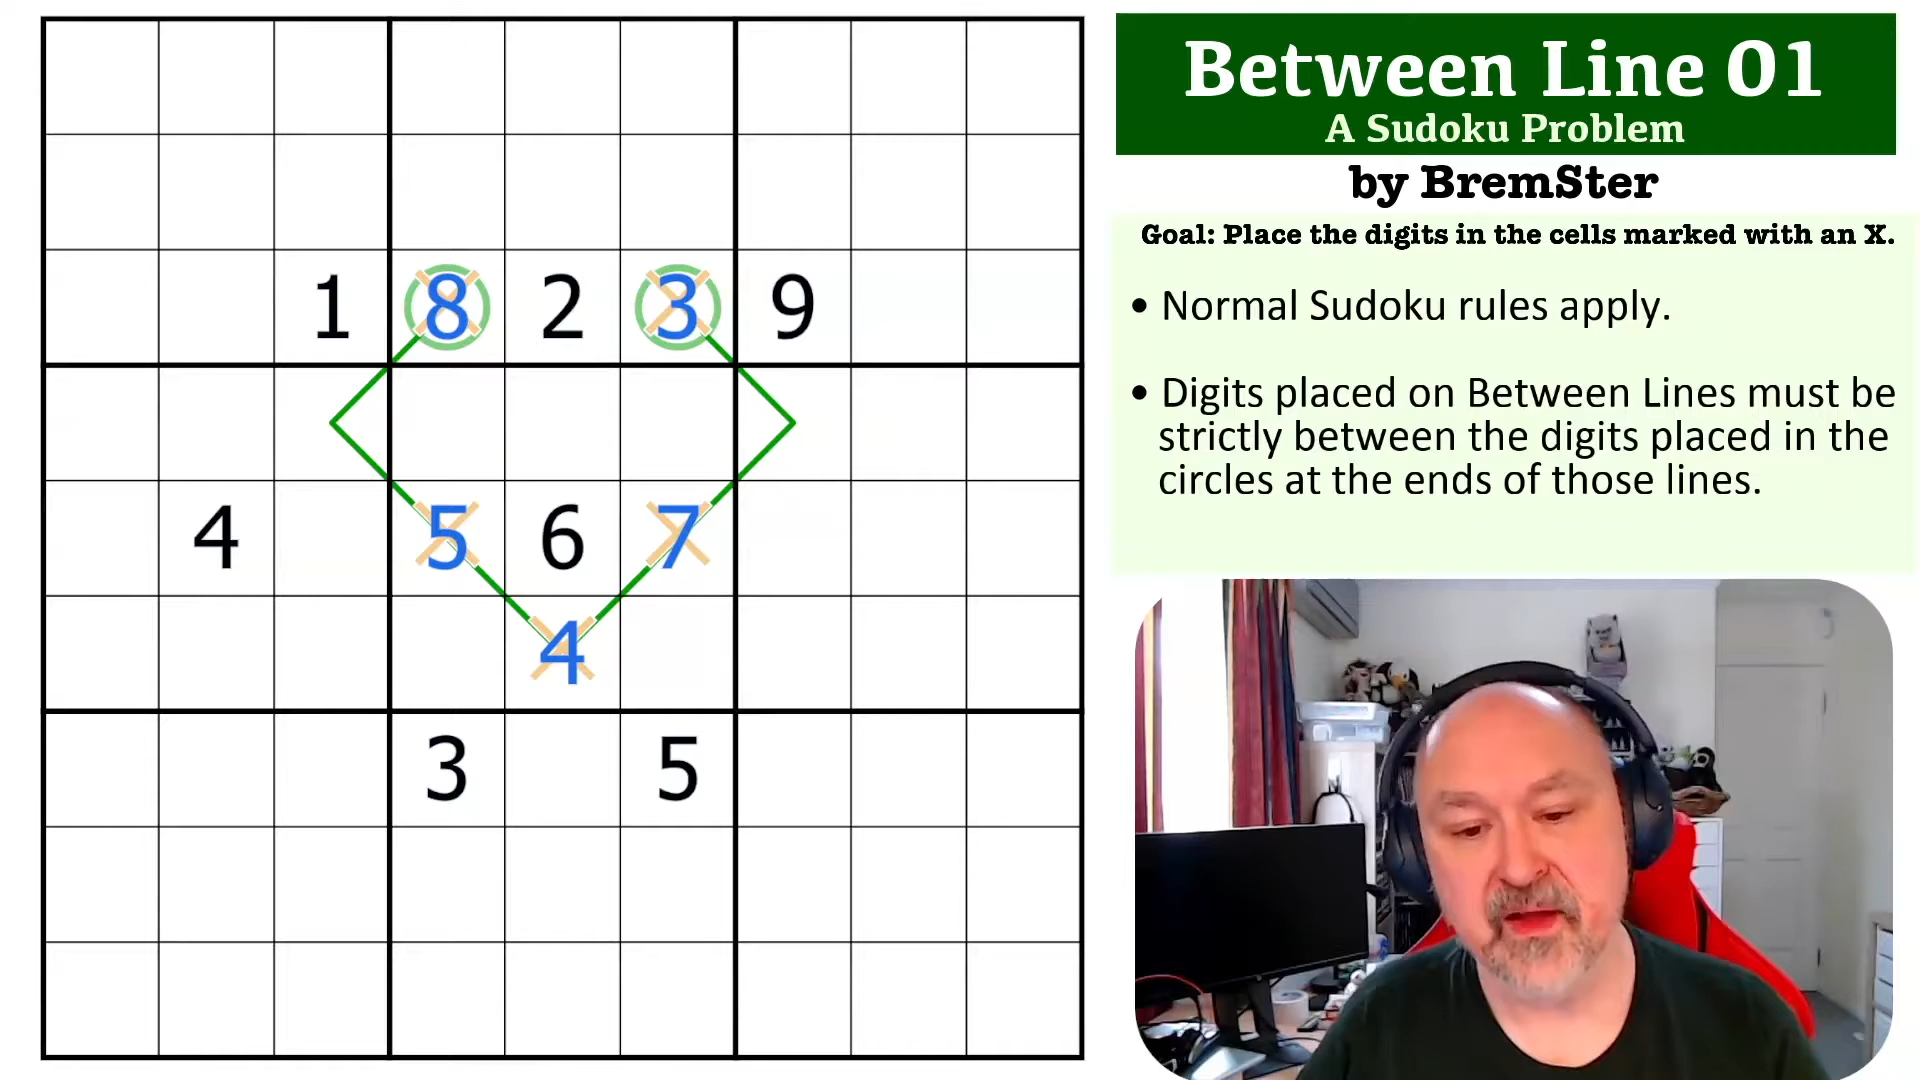 Between Line 01
A Sudoku Problem
by BremSter
Goal: Place the digits in the cells marked with an X.
• Normal Sudoku rules apply.
• Digits placed on Between Lines must be
strictly between the digits placed in the
circles at the ends of those lines.
1 8 2 3 9
4 5 6 7
4
3 5